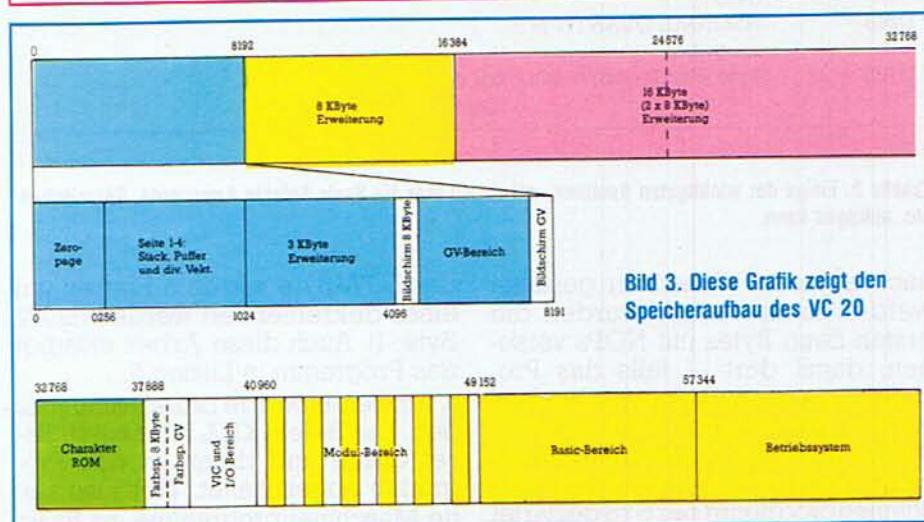 0
8192
16384
24576
32768
8 KByte
Erweiterung
16 KByte
(2 x 8 KByte)
Erweiterung
Zero-
page
Seite 1-4:
Stack, Puffer
und div. Vekt.
3 KByte
Erweiterung
Bildschirm 8 KByte
GV-Bereich
Bildschirm GV
0
0256
1024
4096
8191
Bild 3. Diese Grafik zeigt den
Speicheraufbau des VC 20
32768
37888
40960
49152
57344
Charakter
ROM
Farbsp. 8 KByte
Farbsp. GV
VIC und
I/O Bereich
Modul-Bereich
Basic-Bereich
Betriebssystem